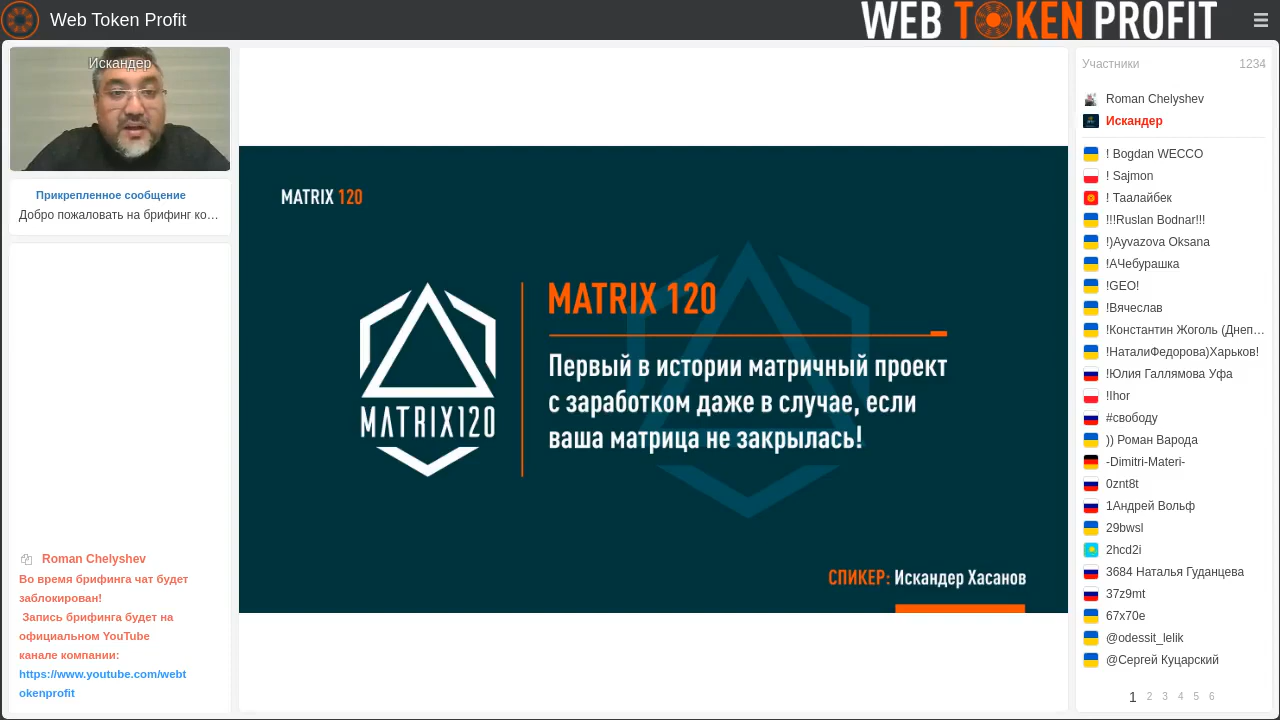 Web Token Profit
WEB TOKEN PROFIT
Искандер
Прикрепленное сообщение
Добро пожаловать на брифинг ко…
Roman Chelyshev
Во время брифинга чат будет
заблокирован!
Запись брифинга будет на
официальном YouTube
канале компании:
https://www.youtube.com/webt
okenprofit
MATRIX 120
MATRIX120
MATRIX 120
Первый в истории матричный проект
с заработком даже в случае, если
ваша матрица не закрылась!
СПИКЕР: Искандер Хасанов
Участники 1234
Roman Chelyshev
Искандер
! Bogdan WECCO
! Sajmon
! Таалайбек
!!!Ruslan Bodnar!!!
!)Ayvazova Oksana
!АЧебурашка
!GEO!
!Вячеслав
!Константин Жоголь (Днеп…
!НаталиФедорова)Харьков!
!Юлия Галлямова Уфа
!Ihor
#свободу
)) Роман Варода
-Dimitri-Materi-
0znt8t
1Андрей Вольф
29bwsl
2hcd2i
3684 Наталья Гуданцева
37z9mt
67x70e
@odessit_lelik
@Сергей Куцарский
1 2 3 4 5 6